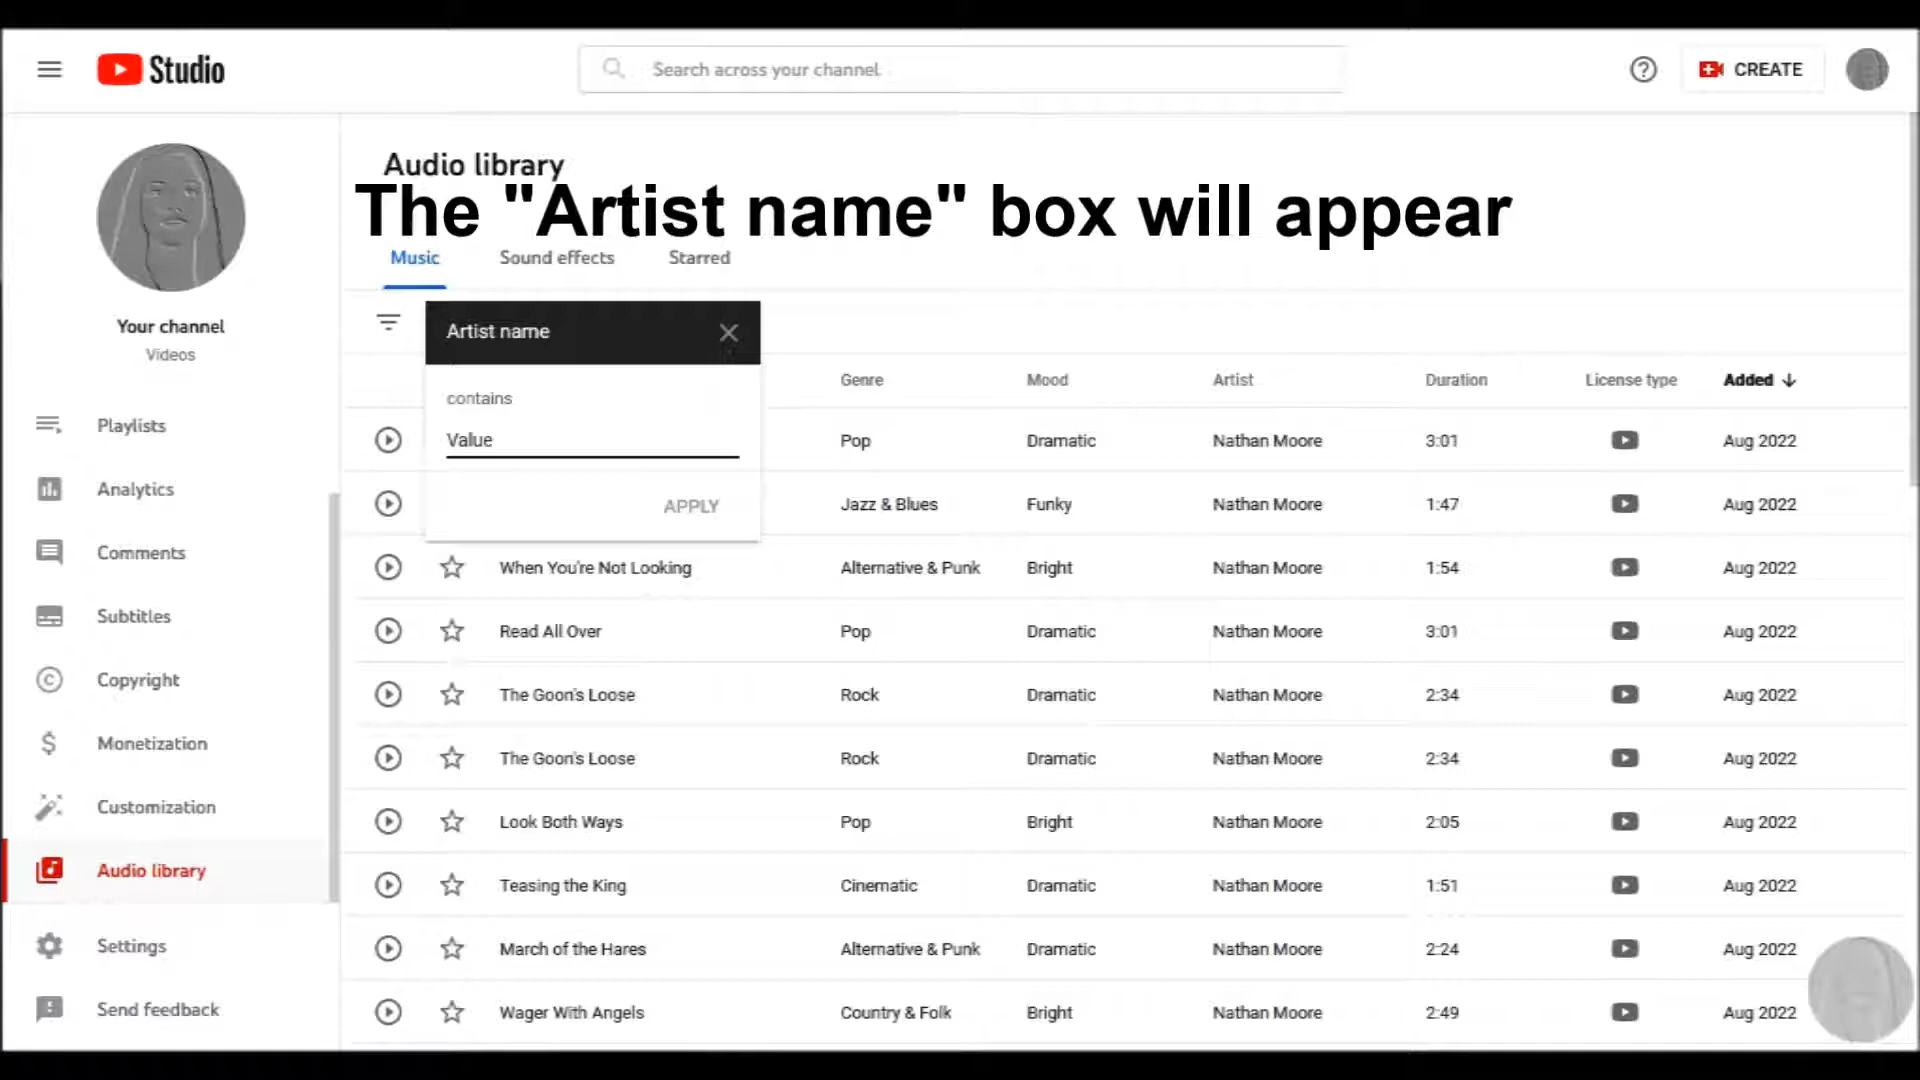 Studio
Search across your channel
CREATE
Audio library
The "Artist name" box will appear
Music Sound effects Starred
Your channel
Videos
Playlists
Analytics
Comments
Subtitles
Copyright
Monetization
Customization
Audio library
Settings
Send feedback
Artist name
contains
Value
APPLY
Genre Mood Artist Duration License type Added
Pop Dramatic Nathan Moore 3:01 Aug 2022
Jazz & Blues Funky Nathan Moore 1:47 Aug 2022
When You're Not Looking Alternative & Punk Bright Nathan Moore 1:54 Aug 2022
Read All Over Pop Dramatic Nathan Moore 3:01 Aug 2022
The Goon's Loose Rock Dramatic Nathan Moore 2:34 Aug 2022
The Goon's Loose Rock Dramatic Nathan Moore 2:34 Aug 2022
Look Both Ways Pop Bright Nathan Moore 2:05 Aug 2022
Teasing the King Cinematic Dramatic Nathan Moore 1:51 Aug 2022
March of the Hares Alternative & Punk Dramatic Nathan Moore 2:24 Aug 2022
Wager With Angels Country & Folk Bright Nathan Moore 2:49 Aug 2022